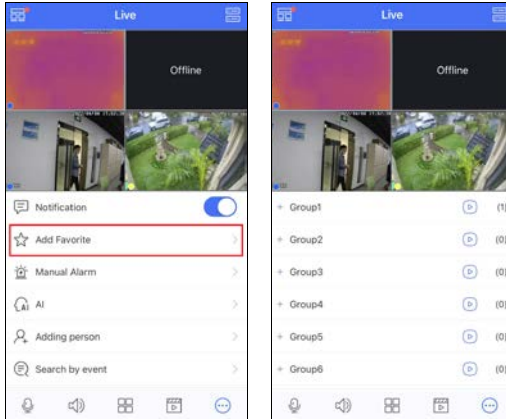 Live
Offline
Notification
Add Favorite
Manual Alarm
AI
Adding person
Search by event
Live
Offline
Group1 (1)
Group2 (0)
Group3 (0)
Group4 (0)
Group5 (0)
Group6 (0)